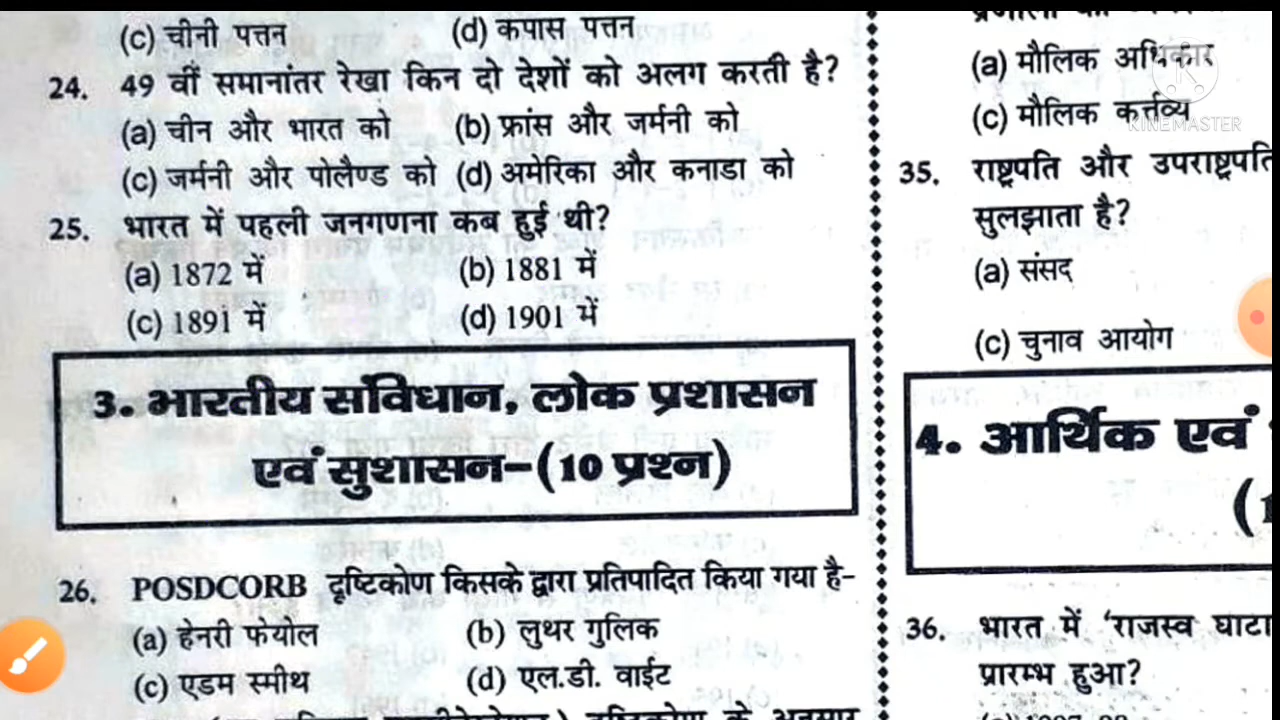 (c) चीनी पत्तन (d) कपास पत्तन
24. 49 वीं समानांतर रेखा किन दो देशों को अलग करती है?
(a) चीन और भारत को (b) फ्रांस और जर्मनी को
(c) जर्मनी और पोलैण्ड को (d) अमेरिका और कनाडा को
25. भारत में पहली जनगणना कब हुई थी?
(a) 1872 में (b) 1881 में
(c) 1891 में (d) 1901 में
3. भारतीय संविधान, लोक प्रशासन
एवं सुशासन-(10 प्रश्न)
26. POSDCORB दृष्टिकोण किसके द्वारा प्रतिपादित किया गया है-
(a) हेनरी फेयोल (b) लुथर गुलिक
(c) एडम स्मीथ (d) एल.डी. वाईट
दृष्टिकोण के अनुसार
(a) मौलिक अधिकार
(c) मौलिक कर्त्तव्य
KINEMASTER
35. राष्ट्रपति और उपराष्ट्रपति
सुलझाता है?
(a) संसद
(c) चुनाव आयोग
4. आर्थिक एवं
36. भारत में 'राजस्व घाटा
प्रारम्भ हुआ?